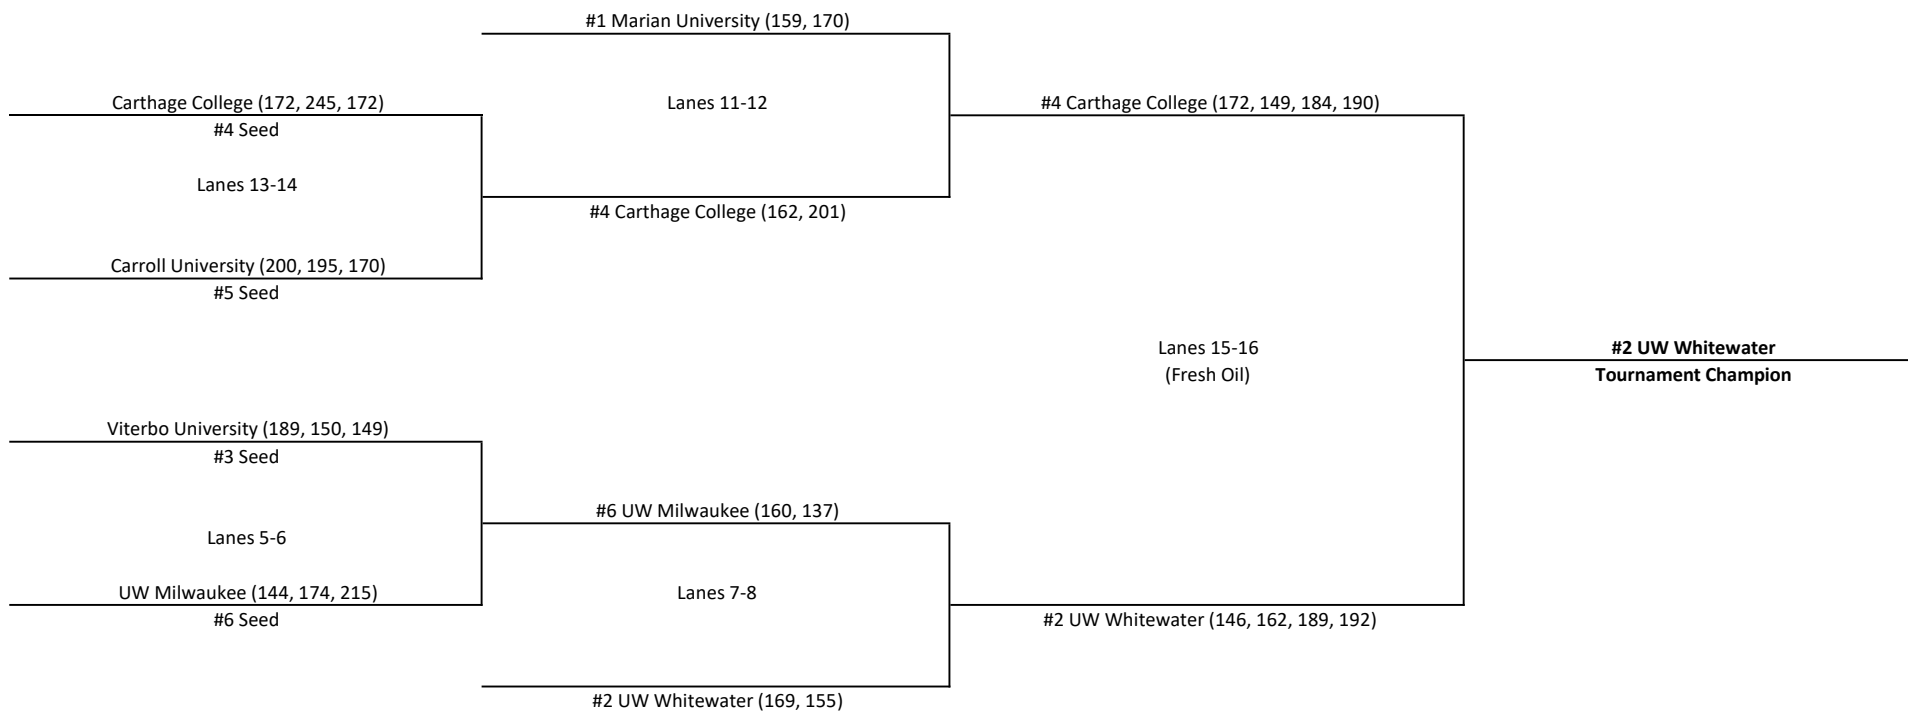 #1 Marian University (159, 170)
Carthage College (172, 245, 172)
#4 Seed
Lanes 11-12
#4 Carthage College (172, 149, 184, 190)
Lanes 13-14
#4 Carthage College (162, 201)
Carroll University (200, 195, 170)
#5 Seed
Lanes 15-16
(Fresh Oil)
#2 UW Whitewater
Tournament Champion
Viterbo University (189, 150, 149)
#3 Seed
#6 UW Milwaukee (160, 137)
Lanes 5-6
UW Milwaukee (144, 174, 215)
#6 Seed
Lanes 7-8
#2 UW Whitewater (146, 162, 189, 192)
#2 UW Whitewater (169, 155)